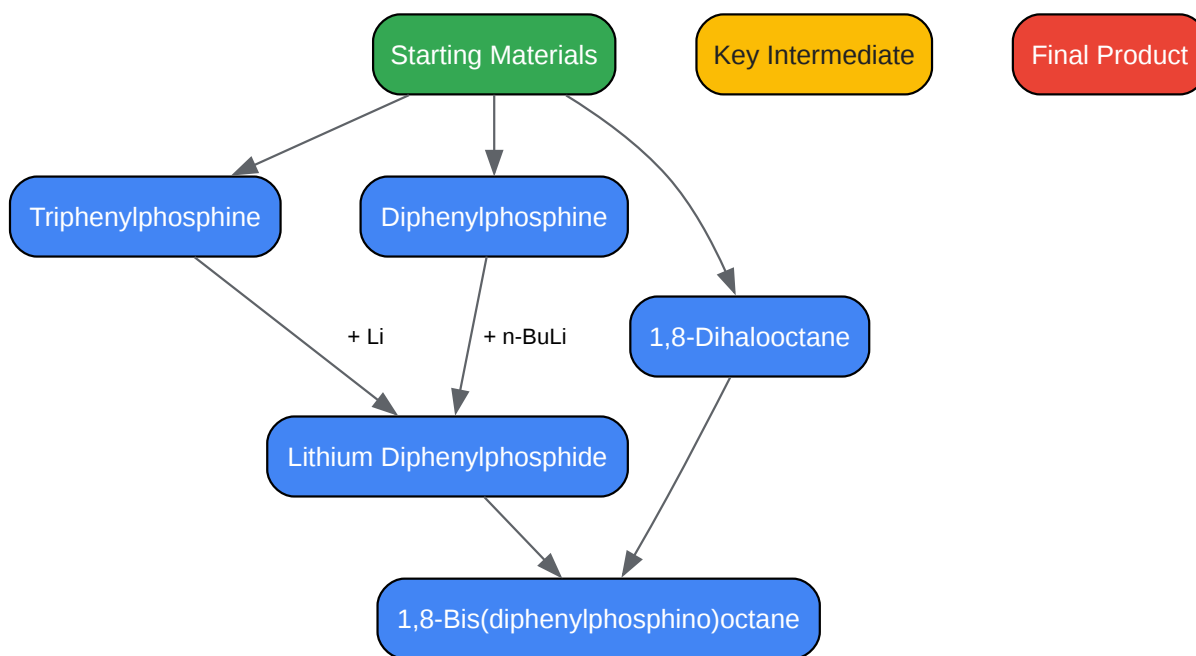 Starting Materials
Key Intermediate
Final Product
Triphenylphosphine
Diphenylphosphine
1,8-Dihalooctane
+ Li
+ n-BuLi
Lithium Diphenylphosphide
1,8-Bis(diphenylphosphino)octane